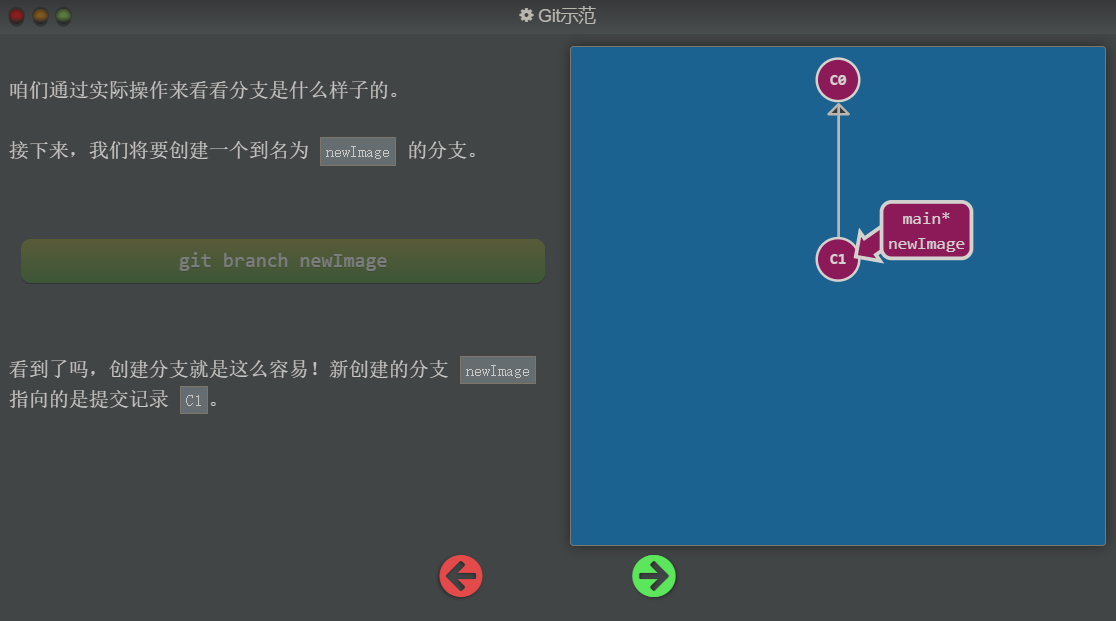 Git示范
咱们通过实际操作来看看分支是什么样子的。
接下来，我们将要创建一个到名为 newImage 的分支。
git branch newImage
看到了吗，创建分支就是这么容易！新创建的分支 newImage
指向的是提交记录 C1。
C0
main*
newImage
C1